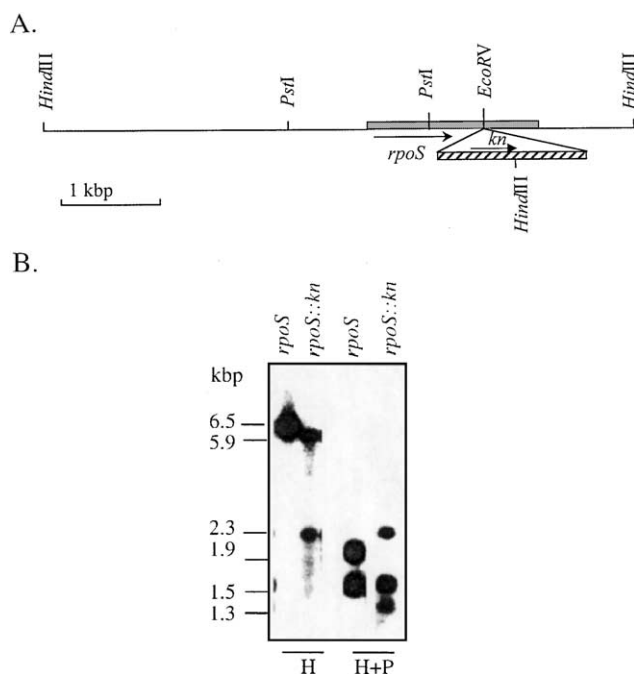 A.
HindIII
PstI
PstI
EcoRV
HindIII
rpoS
kn
HindIII
1 kbp
B.
rpoS
rpoS::kn
rpoS
rpoS::kn
kbp
6.5
5.9
2.3
1.9
1.5
1.3
H
H+P